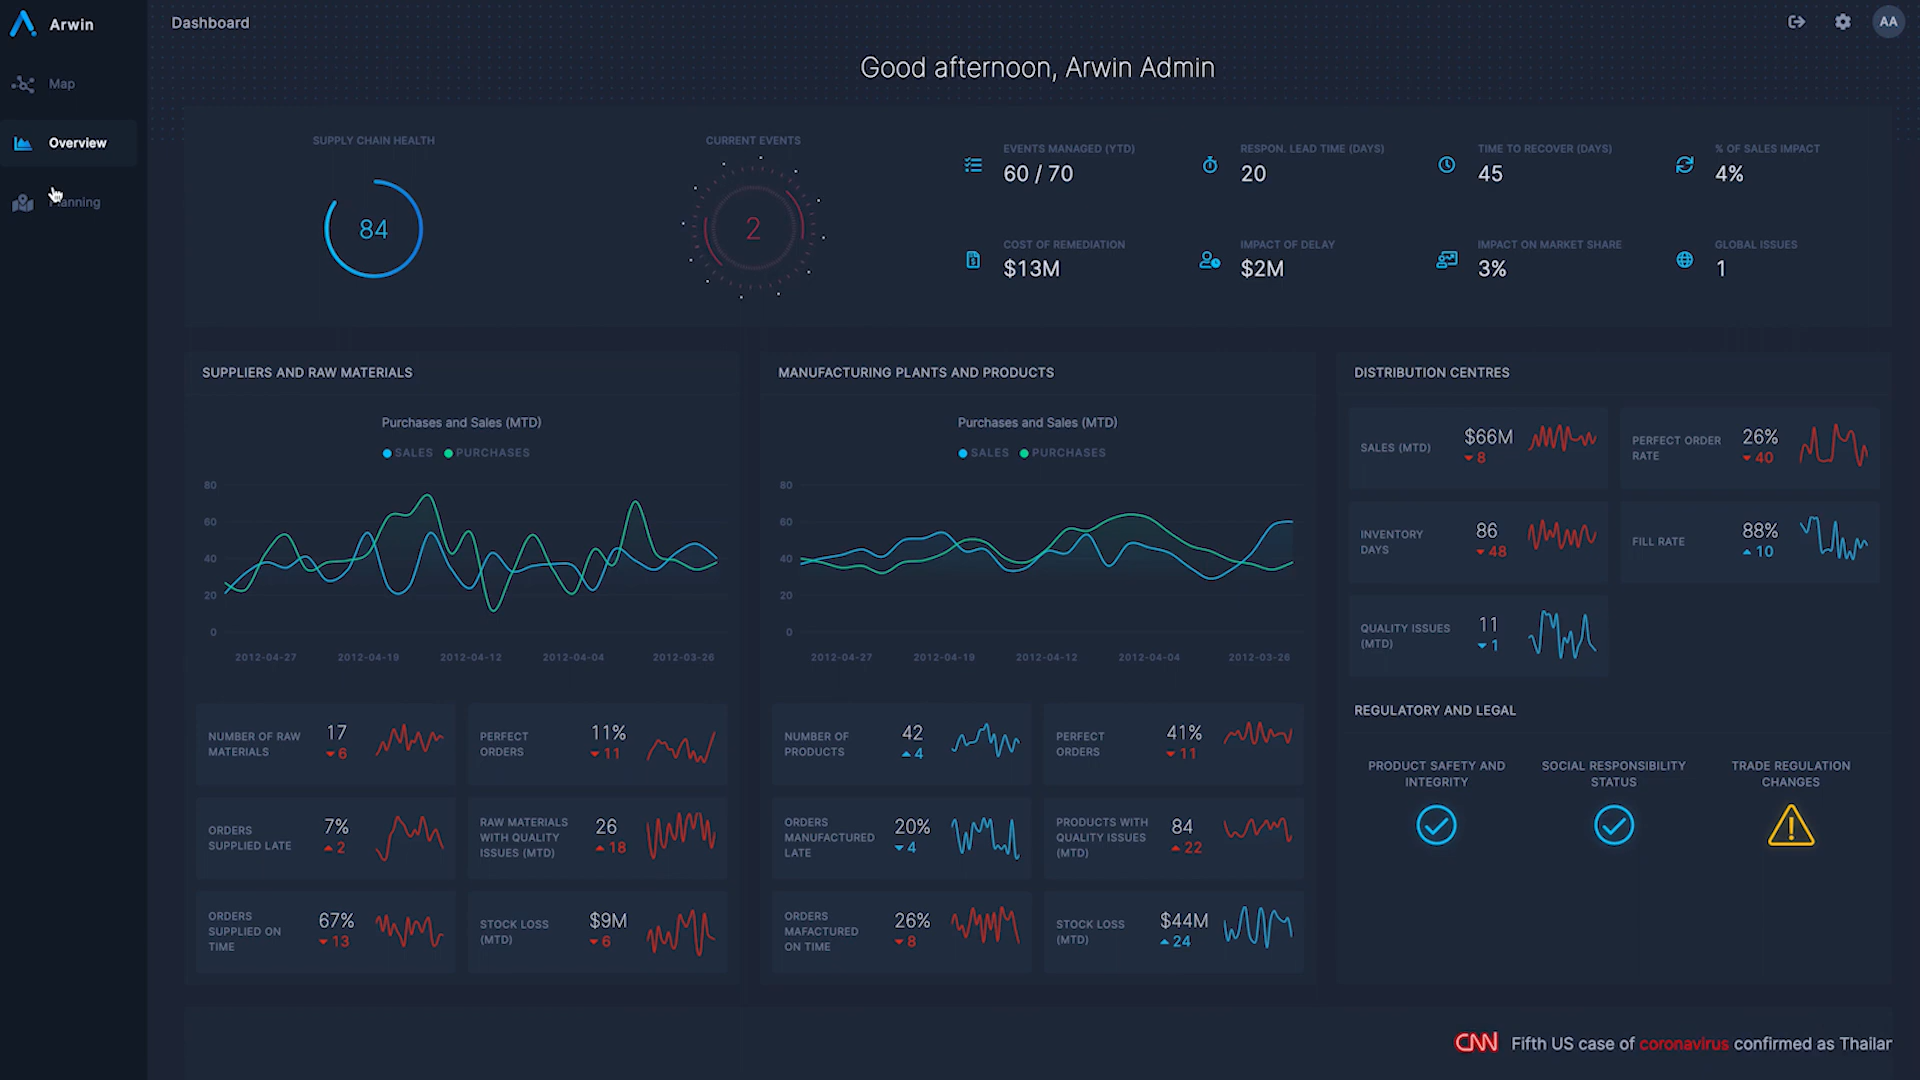 Arwin
Dashboard
AA
Map
Overview
Planning
Good afternoon, Arwin Admin
SUPPLY CHAIN HEALTH
84
CURRENT EVENTS
2
EVENTS MANAGED (YTD)
60 / 70
RESPON. LEAD TIME (DAYS)
20
TIME TO RECOVER (DAYS)
45
% OF SALES IMPACT
4%
COST OF REMEDIATION
$13M
IMPACT OF DELAY
$2M
IMPACT ON MARKET SHARE
3%
GLOBAL ISSUES
1
SUPPLIERS AND RAW MATERIALS
Purchases and Sales (MTD)
SALES PURCHASES
80
60
40
20
0
2012-04-27 2012-04-19 2012-04-12 2012-04-04 2012-03-26
NUMBER OF RAW
MATERIALS
17
6
PERFECT
ORDERS
11%
11
ORDERS
SUPPLIED LATE
7%
2
RAW MATERIALS
WITH QUALITY
ISSUES (MTD)
26
18
ORDERS
SUPPLIED ON
TIME
67%
13
STOCK LOSS
(MTD)
$9M
6
MANUFACTURING PLANTS AND PRODUCTS
Purchases and Sales (MTD)
SALES PURCHASES
80
60
40
20
0
2012-04-27 2012-04-19 2012-04-12 2012-04-04 2012-03-26
NUMBER OF
PRODUCTS
42
4
PERFECT
ORDERS
41%
11
ORDERS
MANUFACTURED
LATE
20%
4
PRODUCTS WITH
QUALITY ISSUES
(MTD)
84
22
ORDERS
MAFACTURED
ON TIME
26%
8
STOCK LOSS
(MTD)
$44M
24
DISTRIBUTION CENTRES
SALES (MTD)
$66M
8
PERFECT ORDER
RATE
26%
40
INVENTORY
DAYS
86
48
FILL RATE
88%
10
QUALITY ISSUES
(MTD)
11
1
REGULATORY AND LEGAL
PRODUCT SAFETY AND
INTEGRITY
SOCIAL RESPONSIBILITY
STATUS
TRADE REGULATION
CHANGES
CNN Fifth US case of coronavirus confirmed as Thailar